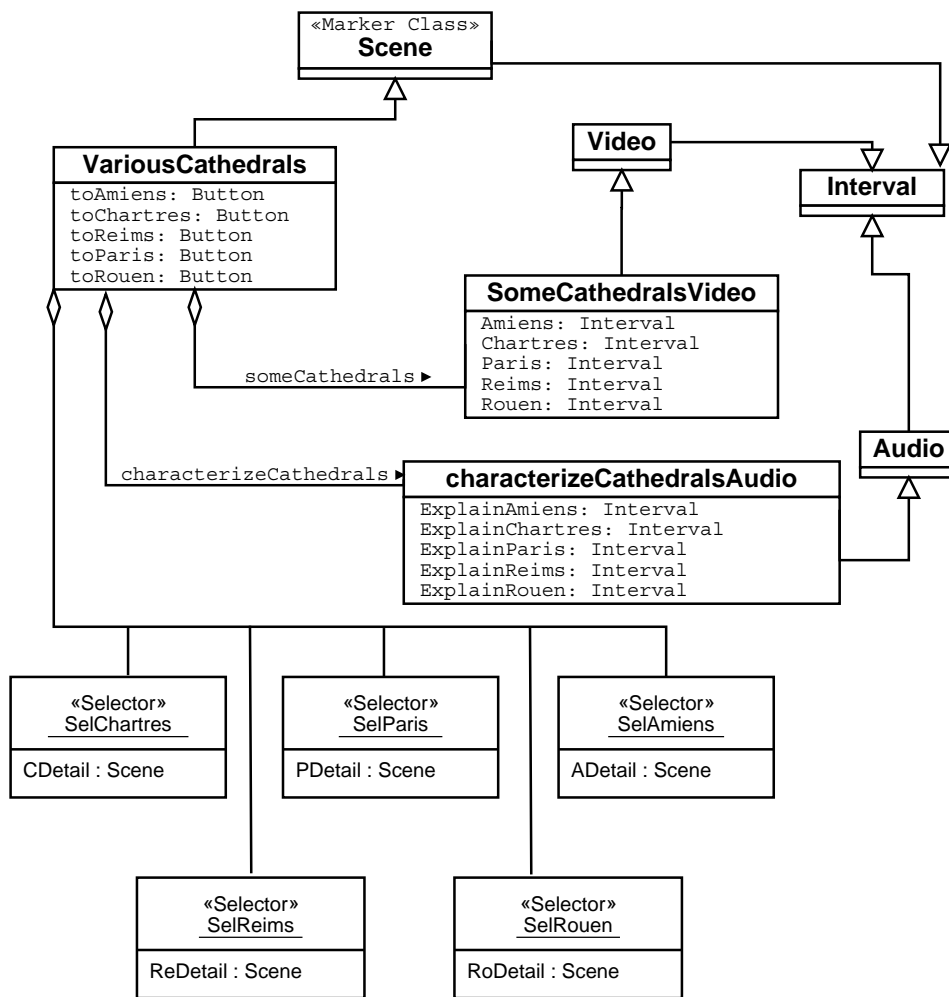 «Marker Class»
Scene
Video
Interval
VariousCathedrals
toAmiens: Button
toChartres: Button
toReims: Button
toParis: Button
toRouen: Button
SomeCathedralsVideo
Amiens: Interval
Chartres: Interval
Paris: Interval
Reims: Interval
Rouen: Interval
someCathedrals
Audio
characterizeCathedrals
characterizeCathedralsAudio
ExplainAmiens: Interval
ExplainChartres: Interval
ExplainParis: Interval
ExplainReims: Interval
ExplainRouen: Interval
«Selector»
SelChartres
CDetail : Scene
«Selector»
SelParis
PDetail : Scene
«Selector»
SelAmiens
ADetail : Scene
«Selector»
SelReims
ReDetail : Scene
«Selector»
SelRouen
RoDetail : Scene